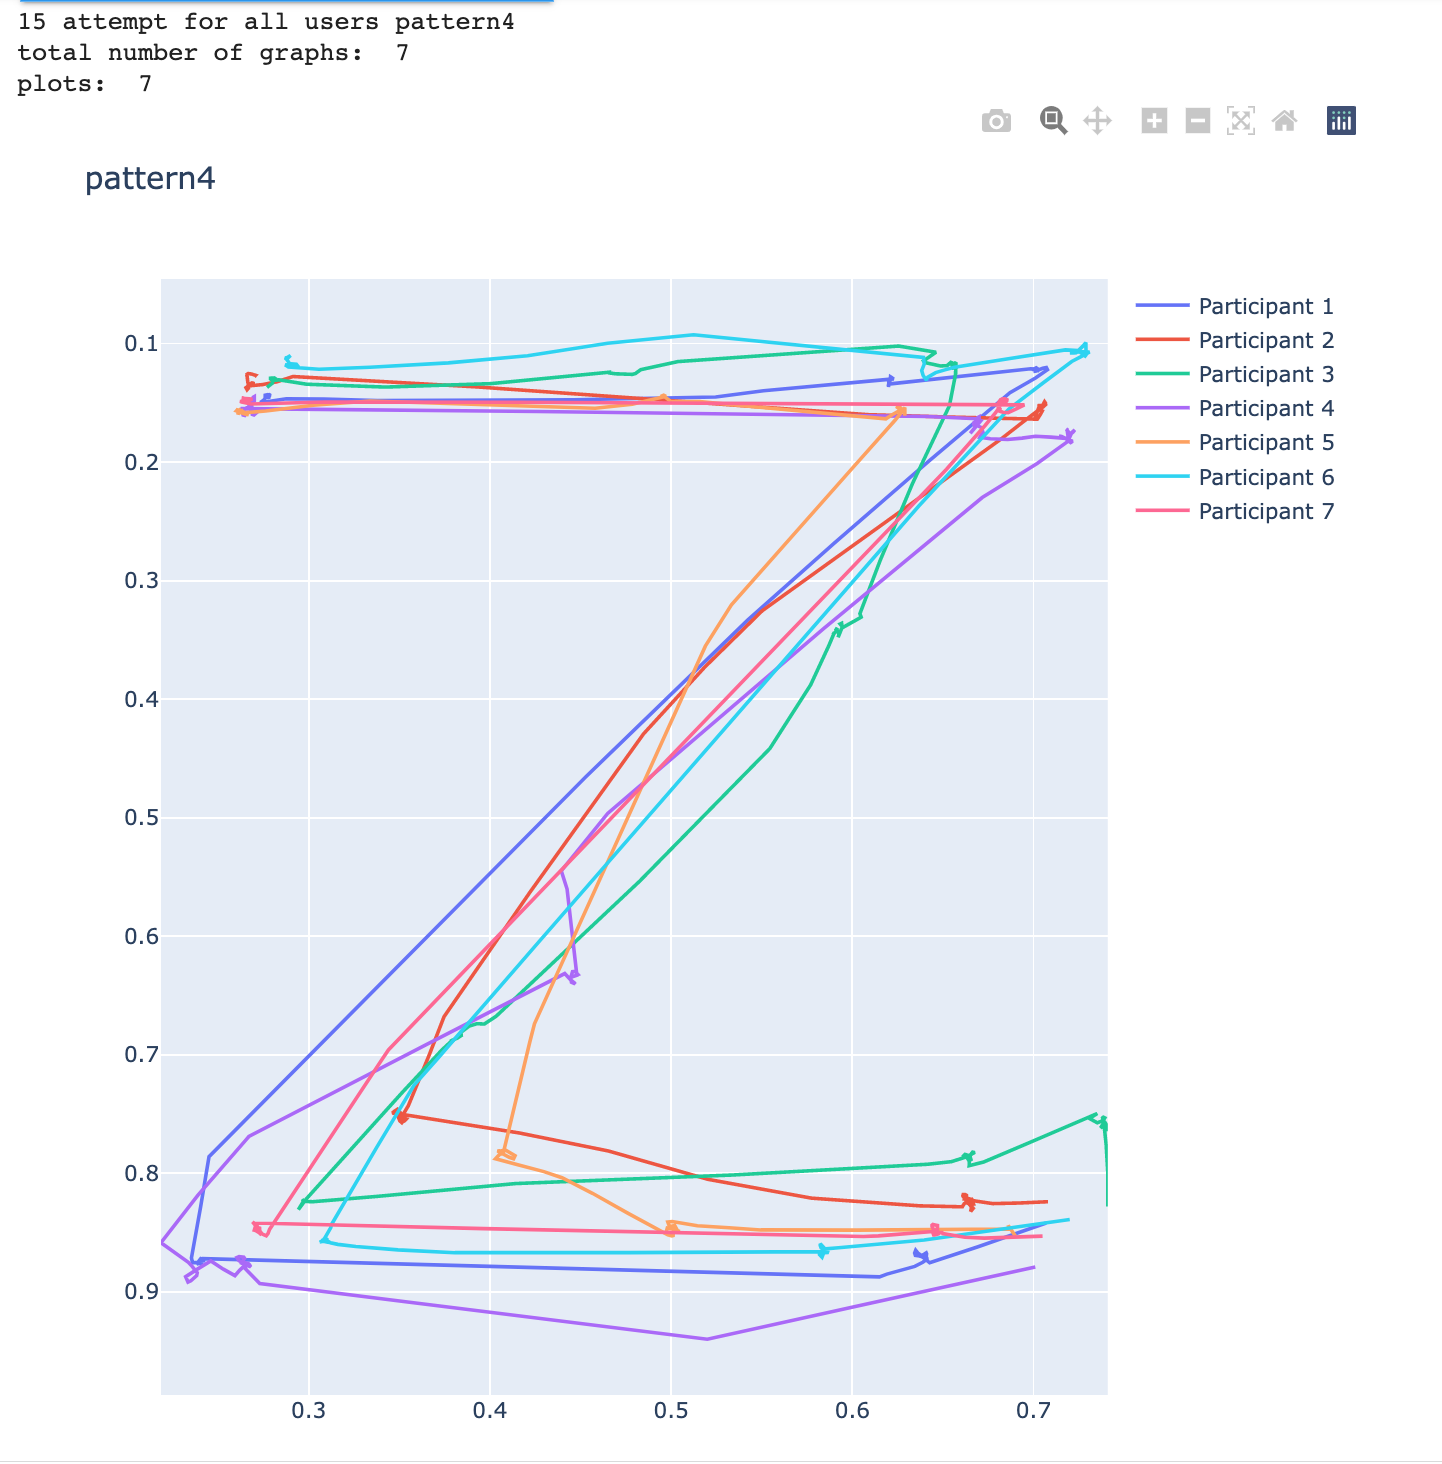 15 attempt for all users pattern4
total number of graphs:  7
plots:  7
pattern4
0.1
0.2
0.3
0.4
0.5
0.6
0.7
0.8
0.9
0.3
0.4
0.5
0.6
0.7
Participant 1
Participant 2
Participant 3
Participant 4
Participant 5
Participant 6
Participant 7